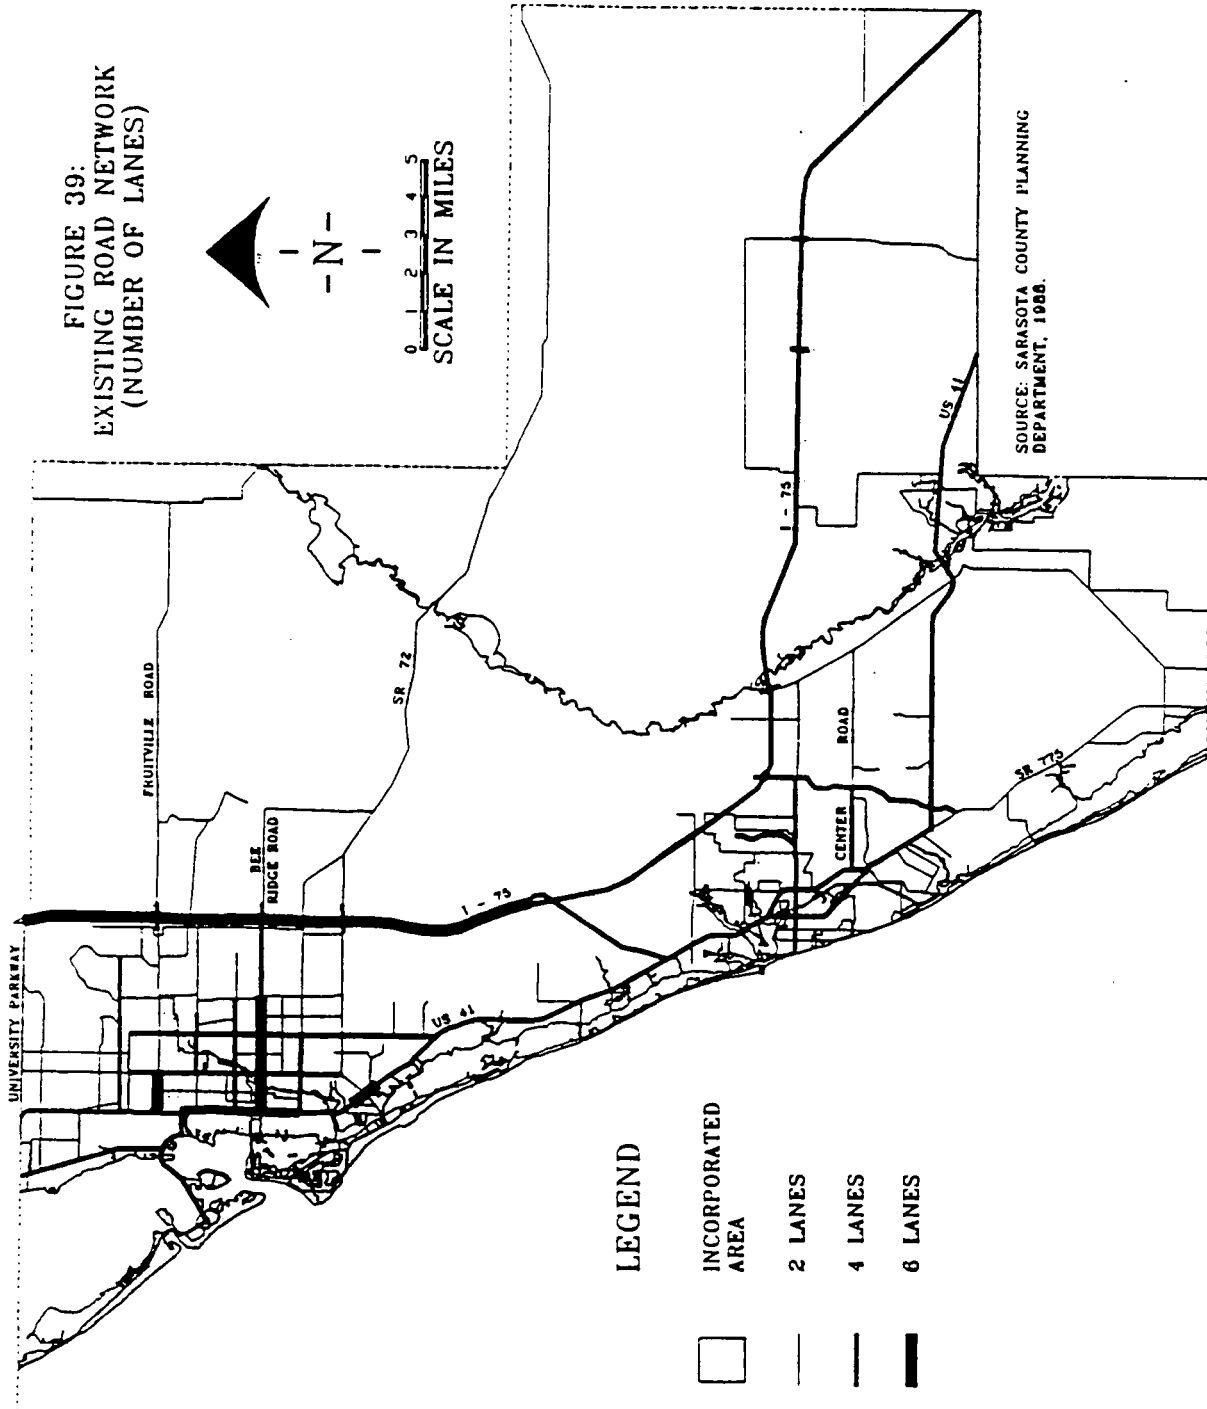 FIGURE 39:
EXISTING ROAD NETWORK
(NUMBER OF LANES)
-N-
0 1 2 3 4 5
SCALE IN MILES
UNIVERSITY PARKWAY
FRUITVILLE ROAD
BEE
RIDGE ROAD
SR 72
I - 75
US 41
I - 75
US 41
CENTER ROAD
SR 775
SOURCE: SARASOTA COUNTY PLANNING
DEPARTMENT, 1988.
LEGEND
INCORPORATED
AREA
2 LANES
4 LANES
6 LANES